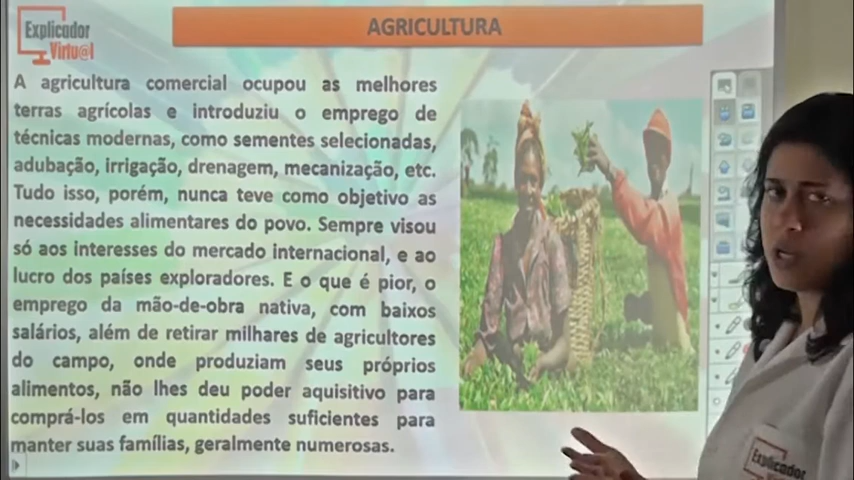 Explicador
Virtu@l
AGRICULTURA
A agricultura comercial ocupou as melhores
terras agrícolas e introduziu o emprego de
técnicas modernas, como sementes selecionadas,
adubação, irrigação, drenagem, mecanização, etc.
Tudo isso, porém, nunca teve como objetivo as
necessidades alimentares do povo. Sempre visou
só aos interesses do mercado internacional, e ao
lucro dos países exploradores. E o que é pior, o
emprego da mão-de-obra nativa, com baixos
salários, além de retirar milhares de agricultores
do campo, onde produziam seus próprios
alimentos, não lhes deu poder aquisitivo para
comprá-los em quantidades suficientes para
manter suas famílias, geralmente numerosas.
Explicador